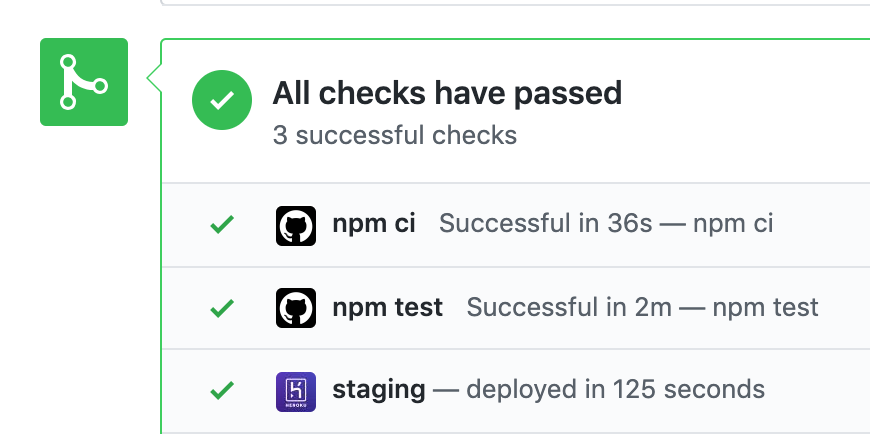 All checks have passed
3 successful checks
npm ci Successful in 36s — npm ci
npm test Successful in 2m — npm test
HEROKU
staging — deployed in 125 seconds